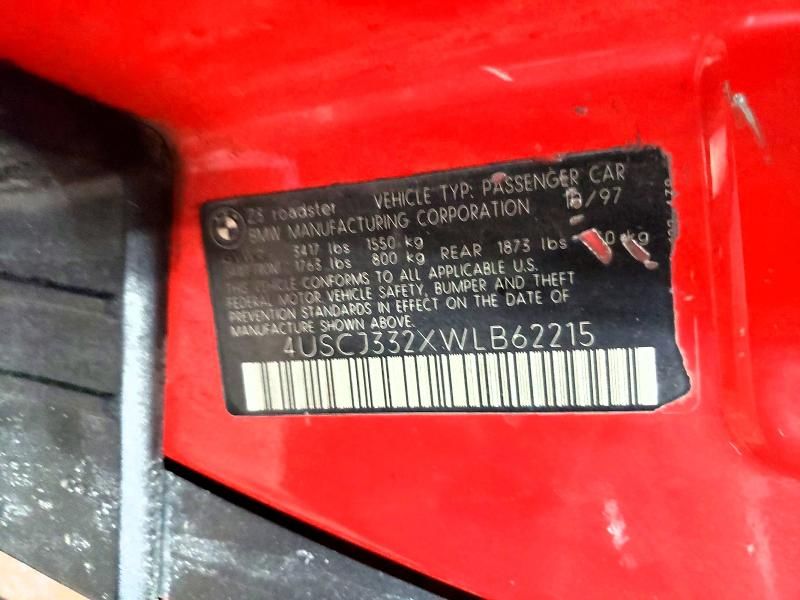 Z3 roadster VEHICLE TYP: PASSENGER CAR
BMW MANUFACTURING CORPORATION /97
3417 lbs 1550 kg
1763 lbs 800 kg REAR 1873 lbs kg
THIS VEHICLE CONFORMS TO ALL APPLICABLE U.S.
FEDERAL MOTOR VEHICLE SAFETY, BUMPER AND THEFT
PREVENTION STANDARDS IN EFFECT ON THE DATE OF
MANUFACTURE SHOWN ABOVE.
4USCJ332XWLB62215